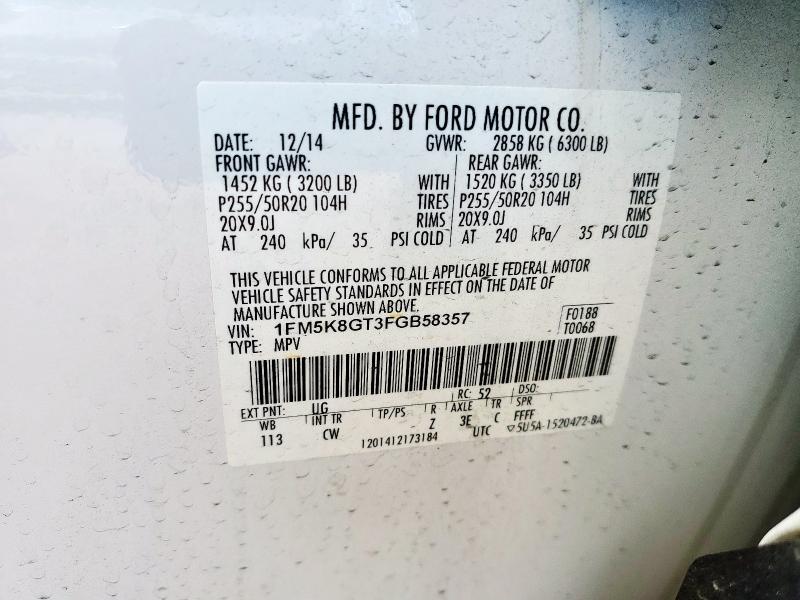 MFD. BY FORD MOTOR CO.
DATE: 12/14 GVWR: 2858 KG ( 6300 LB)
FRONT GAWR: REAR GAWR:
1452 KG ( 3200 LB) WITH 1520 KG ( 3350 LB) WITH
P255/50R20 104H TIRES P255/50R20 104H TIRES
20X9.0J RIMS 20X9.0J RIMS
AT 240 kPa/ 35 PSI COLD AT 240 kPa/ 35 PSI COLD
THIS VEHICLE CONFORMS TO ALL APPLICABLE FEDERAL MOTOR
VEHICLE SAFETY STANDARDS IN EFFECT ON THE DATE OF
MANUFACTURE SHOWN ABOVE.
VIN: 1FM5K8GT3FGB58357 F0188
TYPE: MPV T0068
EXT PNT: UG RC: 52 DSO:
WB INT TR TP/PS R AXLE TR SPR
113 CW Z 3E C FFFF
1201412173184 UTC ▽5U5A-1520472-BA